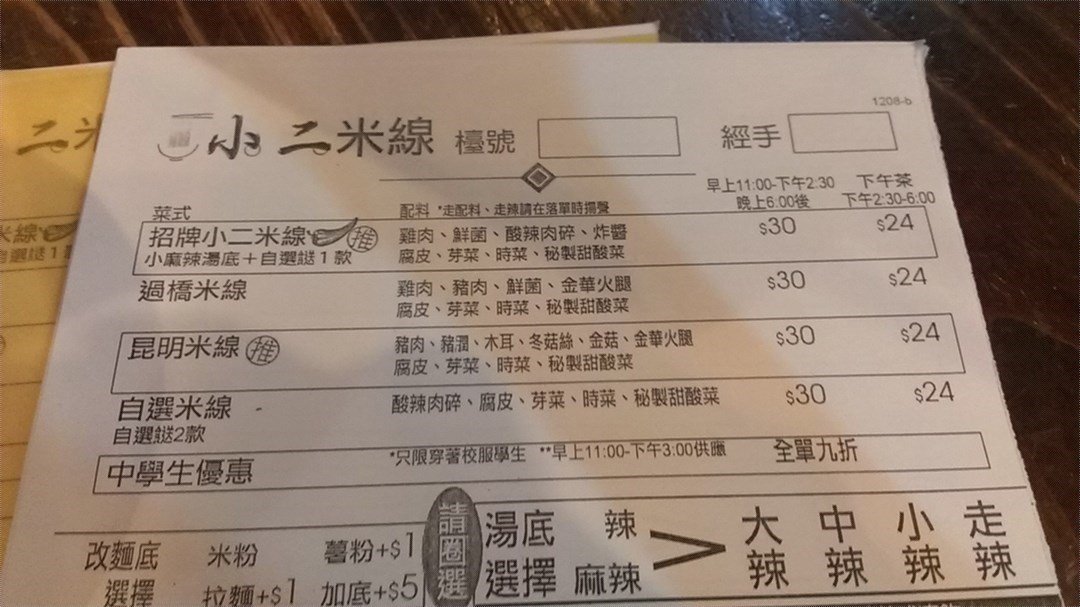 1208-b
小二米線 檯號 經手
早上11:00-下午2:30 下午茶
菜式 配料 *走配料、走辣請在落單時揚聲 晚上6:00後 下午2:30-6:00
招牌小二米線 推 雞肉、鮮菌、酸辣肉碎、炸醬 $30 $24
小麻辣湯底+自選餸1款 腐皮、芽菜、時菜、秘製甜酸菜
過橋米線 雞肉、豬肉、鮮菌、金華火腿 $30 $24
腐皮、芽菜、時菜、秘製甜酸菜
昆明米線 推 豬肉、豬潤、木耳、冬菇絲、金菇、金華火腿 $30 $24
腐皮、芽菜、時菜、秘製甜酸菜
自選米線 酸辣肉碎、腐皮、芽菜、時菜、秘製甜酸菜 $30 $24
自選餸2款
中學生優惠 *只限穿著校服學生 **早上11:00-下午3:00供應 全單九折
改麵底 米粉 薯粉+$1 請圈選 湯底 辣 > 大 中 小 走
選擇 拉麵+$1 加底+$5 選擇 麻辣 辣 辣 辣 辣
二米
米線
自選餸1